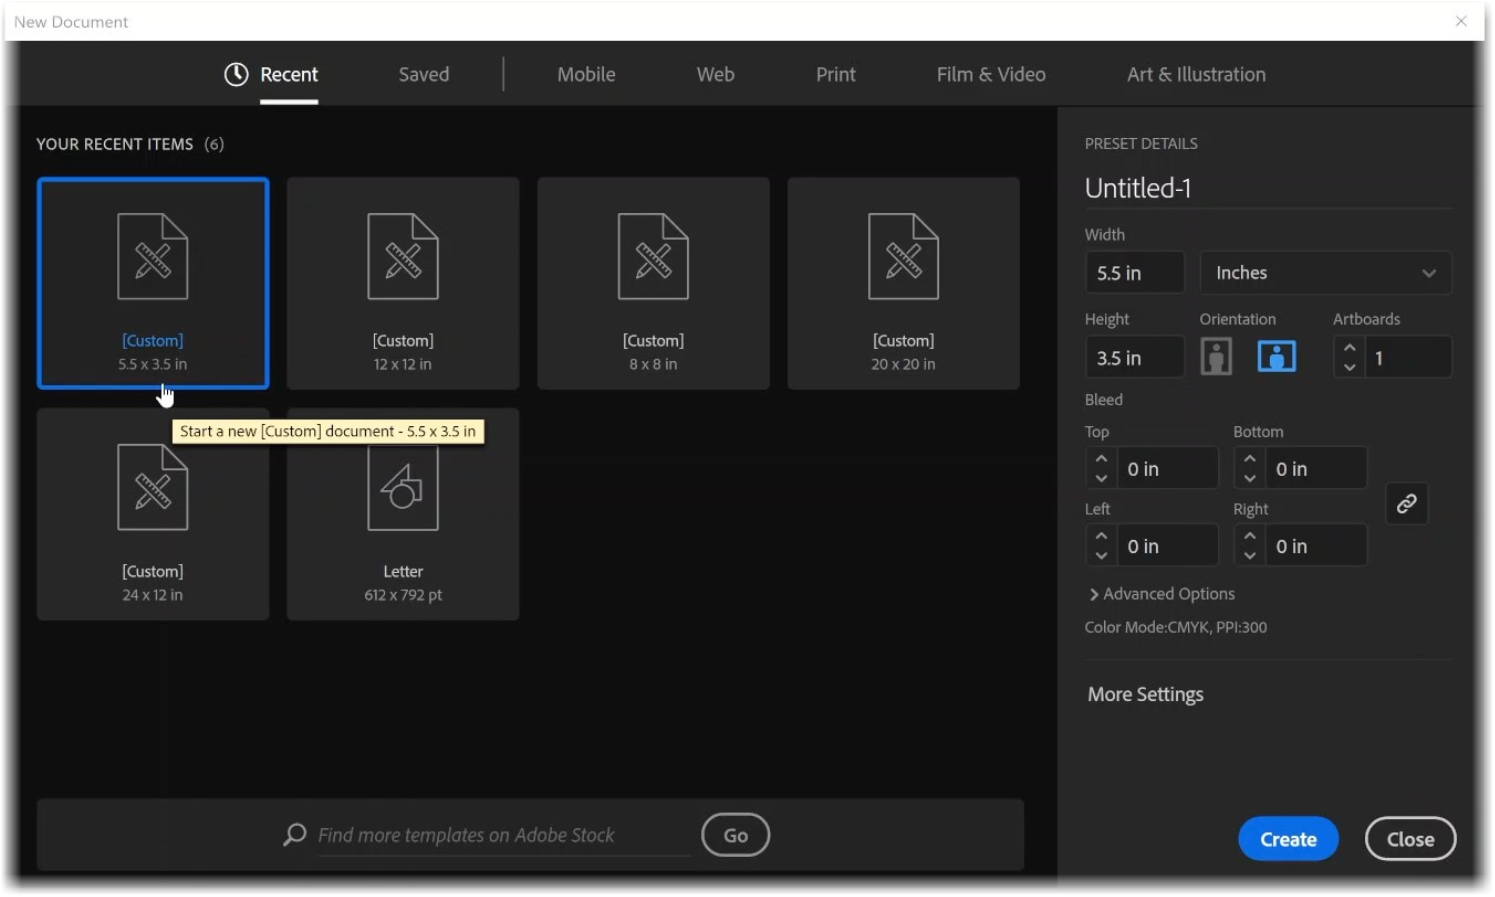 New Document
Recent
Saved
Mobile
Web
Print
Film & Video
Art & Illustration
YOUR RECENT ITEMS (6)
[Custom]
5.5 x 3.5 in
[Custom]
12 x 12 in
[Custom]
8 x 8 in
[Custom]
20 x 20 in
Start a new [Custom] document - 5.5 x 3.5 in
[Custom]
24 x 12 in
Letter
612 x 792 pt
Find more templates on Adobe Stock
Go
PRESET DETAILS
Untitled-1
Width
5.5 in
Inches
Height
Orientation
Artboards
3.5 in
1
Bleed
Top
Bottom
0 in
0 in
Left
Right
0 in
0 in
Advanced Options
Color Mode:CMYK, PPI:300
More Settings
Create
Close